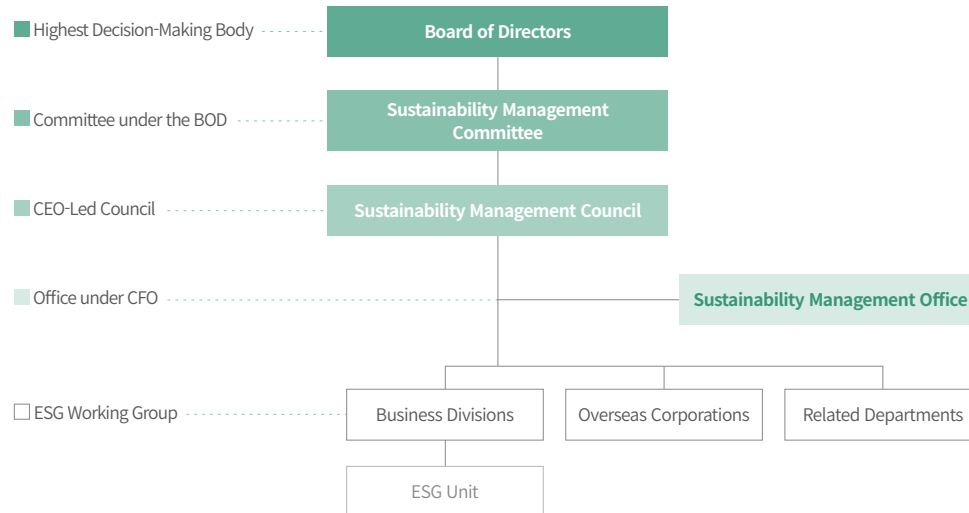 Highest Decision-Making Body
Board of Directors
Committee under the BOD
Sustainability Management
Committee
CEO-Led Council
Sustainability Management Council
Office under CFO
Sustainability Management Office
ESG Working Group
Business Divisions
Overseas Corporations
Related Departments
ESG Unit